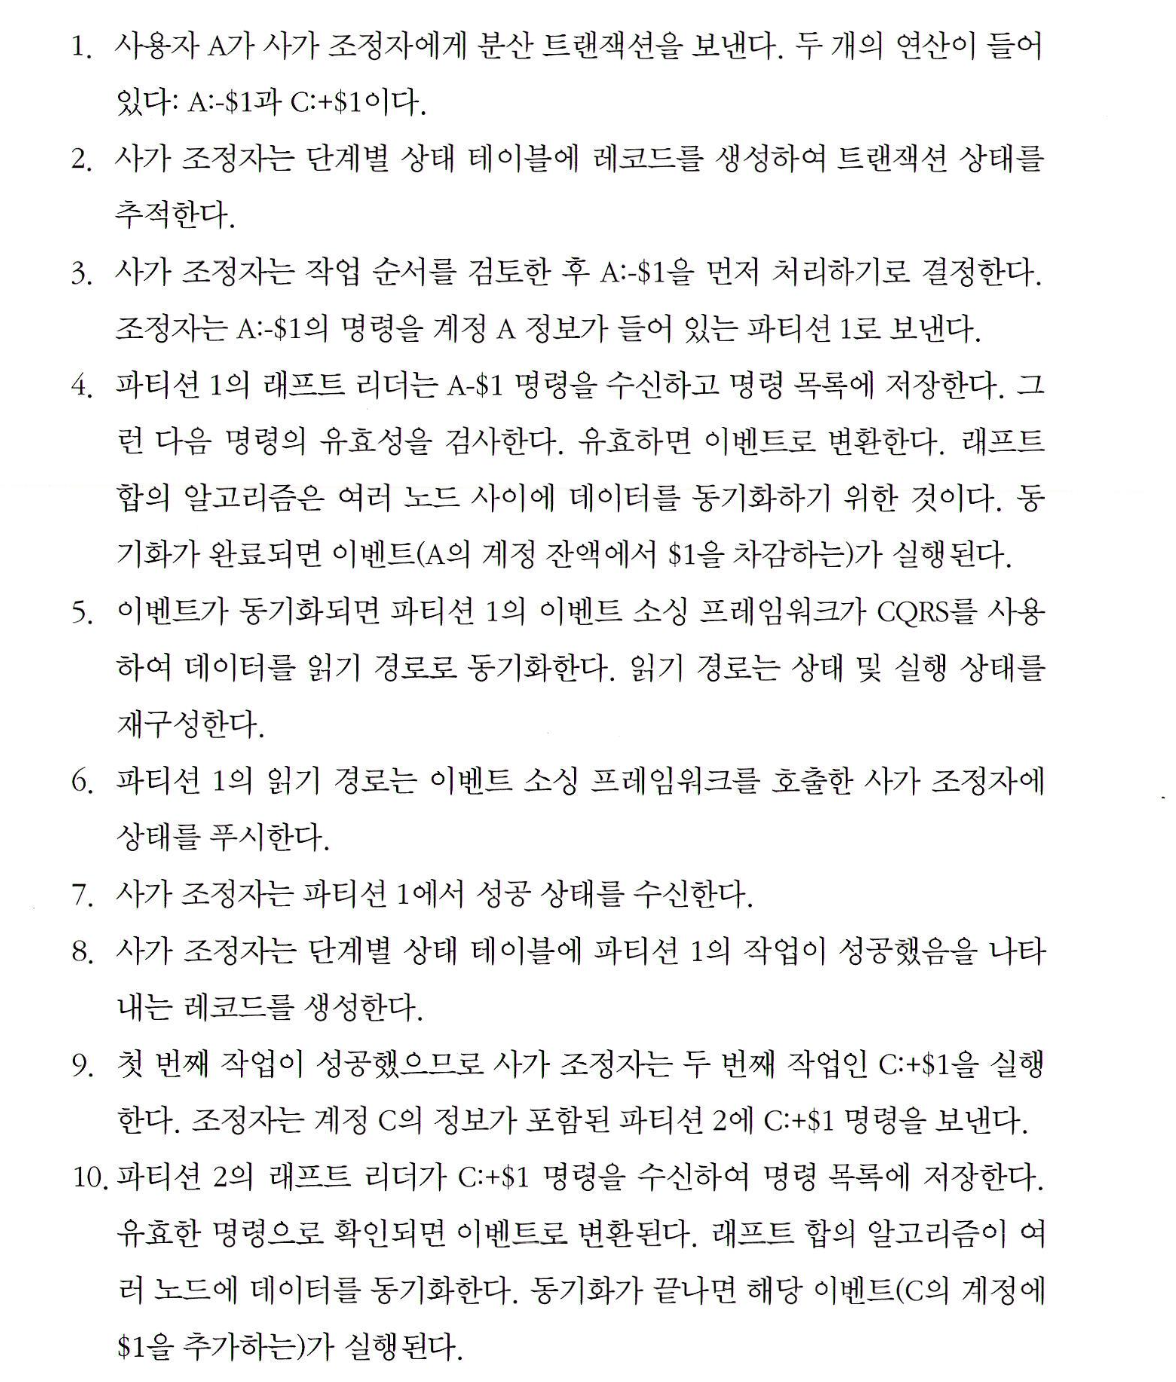 1. 사용자 A가 사가 조정자에게 분산 트랜잭션을 보낸다. 두 개의 연산이 들어
있다: A:-$1과 C:+$1이다.
2. 사가 조정자는 단계별 상태 테이블에 레코드를 생성하여 트랜잭션 상태를
추적한다.
3. 사가 조정자는 작업 순서를 검토한 후 A:-$1을 먼저 처리하기로 결정한다.
조정자는 A:-$1의 명령을 계정 A 정보가 들어 있는 파티션 1로 보낸다.
4. 파티션 1의 래프트 리더는 A-$1 명령을 수신하고 명령 목록에 저장한다. 그
런 다음 명령의 유효성을 검사한다. 유효하면 이벤트로 변환한다. 래프트
합의 알고리즘은 여러 노드 사이에 데이터를 동기화하기 위한 것이다. 동
기화가 완료되면 이벤트(A의 계정 잔액에서 $1을 차감하는)가 실행된다.
5. 이벤트가 동기화되면 파티션 1의 이벤트 소싱 프레임워크가 CQRS를 사용
하여 데이터를 읽기 경로로 동기화한다. 읽기 경로는 상태 및 실행 상태를
재구성한다.
6. 파티션 1의 읽기 경로는 이벤트 소싱 프레임워크를 호출한 사가 조정자에
상태를 푸시한다.
7. 사가 조정자는 파티션 1에서 성공 상태를 수신한다.
8. 사가 조정자는 단계별 상태 테이블에 파티션 1의 작업이 성공했음을 나타
내는 레코드를 생성한다.
9. 첫 번째 작업이 성공했으므로 사가 조정자는 두 번째 작업인 C:+$1을 실행
한다. 조정자는 계정 C의 정보가 포함된 파티션 2에 C:+$1 명령을 보낸다.
10. 파티션 2의 래프트 리더가 C:+$1 명령을 수신하여 명령 목록에 저장한다.
유효한 명령으로 확인되면 이벤트로 변환된다. 래프트 합의 알고리즘이 여
러 노드에 데이터를 동기화한다. 동기화가 끝나면 해당 이벤트(C의 계정에
$1을 추가하는)가 실행된다.